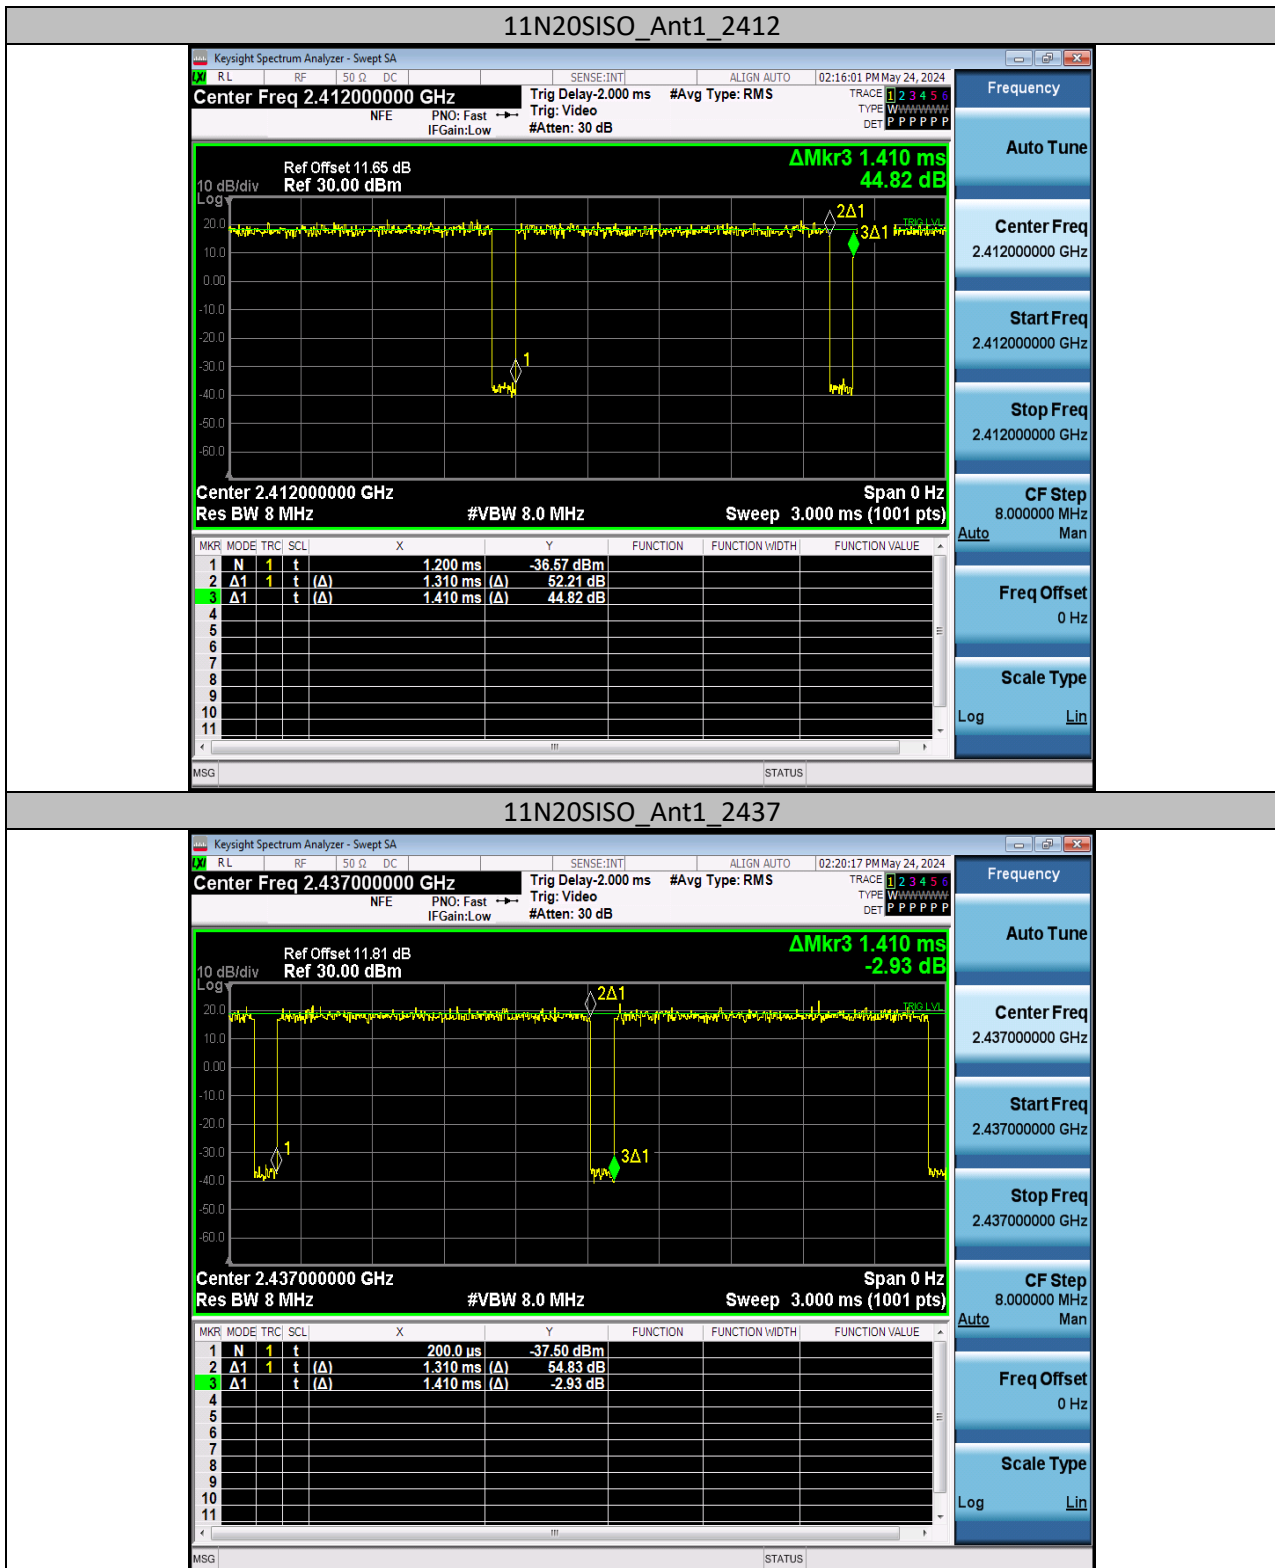 11N20SISO_Ant1_2412
Keysight Spectrum Analyzer - Swept SA
LXI RL RF 50 Ω DC SENSE:INT ALIGN AUTO 02:16:01 PM May 24, 2024
Center Freq 2.412000000 GHz Trig Delay-2.000 ms #Avg Type: RMS TRACE 1 2 3 4 5 6
NFE PNO: Fast Trig: Video TYPE WWWWWW
IFGain:Low #Atten: 30 dB DET P P P P P P
Frequency
ΔMkr3 1.410 ms
44.82 dB
Ref Offset 11.65 dB
10 dB/div Ref 30.00 dBm
Log
20.0
10.0
0.00
-10.0
-20.0
-30.0
-40.0
-50.0
-60.0
2Δ1
TRIG LVL
3Δ1
1
Center 2.412000000 GHz Span 0 Hz
Res BW 8 MHz #VBW 8.0 MHz Sweep 3.000 ms (1001 pts)
MKR MODE TRC SCL X Y FUNCTION FUNCTION WIDTH FUNCTION VALUE
1 N 1 t 1.200 ms -36.57 dBm
2 Δ1 1 t (Δ) 1.310 ms (Δ) 52.21 dB
3 Δ1 t (Δ) 1.410 ms (Δ) 44.82 dB
4
5
6
7
8
9
10
11
MSG STATUS
Auto Tune
Center Freq
2.412000000 GHz
Start Freq
2.412000000 GHz
Stop Freq
2.412000000 GHz
CF Step
8.000000 MHz
Auto Man
Freq Offset
0 Hz
Scale Type
Log Lin
11N20SISO_Ant1_2437
Keysight Spectrum Analyzer - Swept SA
LXI RL RF 50 Ω DC SENSE:INT ALIGN AUTO 02:20:17 PM May 24, 2024
Center Freq 2.437000000 GHz Trig Delay-2.000 ms #Avg Type: RMS TRACE 1 2 3 4 5 6
NFE PNO: Fast Trig: Video TYPE WWWWWW
IFGain:Low #Atten: 30 dB DET P P P P P P
Frequency
ΔMkr3 1.410 ms
-2.93 dB
Ref Offset 11.81 dB
10 dB/div Ref 30.00 dBm
Log
20.0
10.0
0.00
-10.0
-20.0
-30.0
-40.0
-50.0
-60.0
2Δ1
TRIG LVL
1
3Δ1
Center 2.437000000 GHz Span 0 Hz
Res BW 8 MHz #VBW 8.0 MHz Sweep 3.000 ms (1001 pts)
MKR MODE TRC SCL X Y FUNCTION FUNCTION WIDTH FUNCTION VALUE
1 N 1 t 200.0 µs -37.50 dBm
2 Δ1 1 t (Δ) 1.310 ms (Δ) 54.83 dB
3 Δ1 t (Δ) 1.410 ms (Δ) -2.93 dB
4
5
6
7
8
9
10
11
MSG STATUS
Auto Tune
Center Freq
2.437000000 GHz
Start Freq
2.437000000 GHz
Stop Freq
2.437000000 GHz
CF Step
8.000000 MHz
Auto Man
Freq Offset
0 Hz
Scale Type
Log Lin